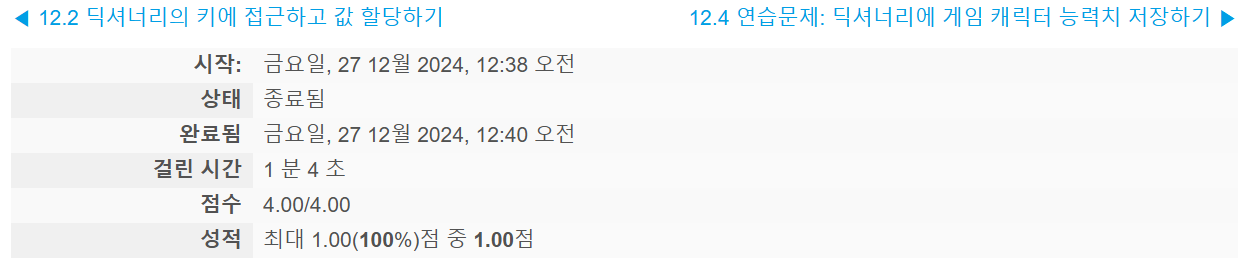 ◀ 12.2 딕셔너리의 키에 접근하고 값 할당하기
12.4 연습문제: 딕셔너리에 게임 캐릭터 능력치 저장하기 ▶
시작: 금요일, 27 12월 2024, 12:38 오전
상태 종료됨
완료됨 금요일, 27 12월 2024, 12:40 오전
걸린 시간 1 분 4 초
점수 4.00/4.00
성적 최대 1.00(100%)점 중 1.00점